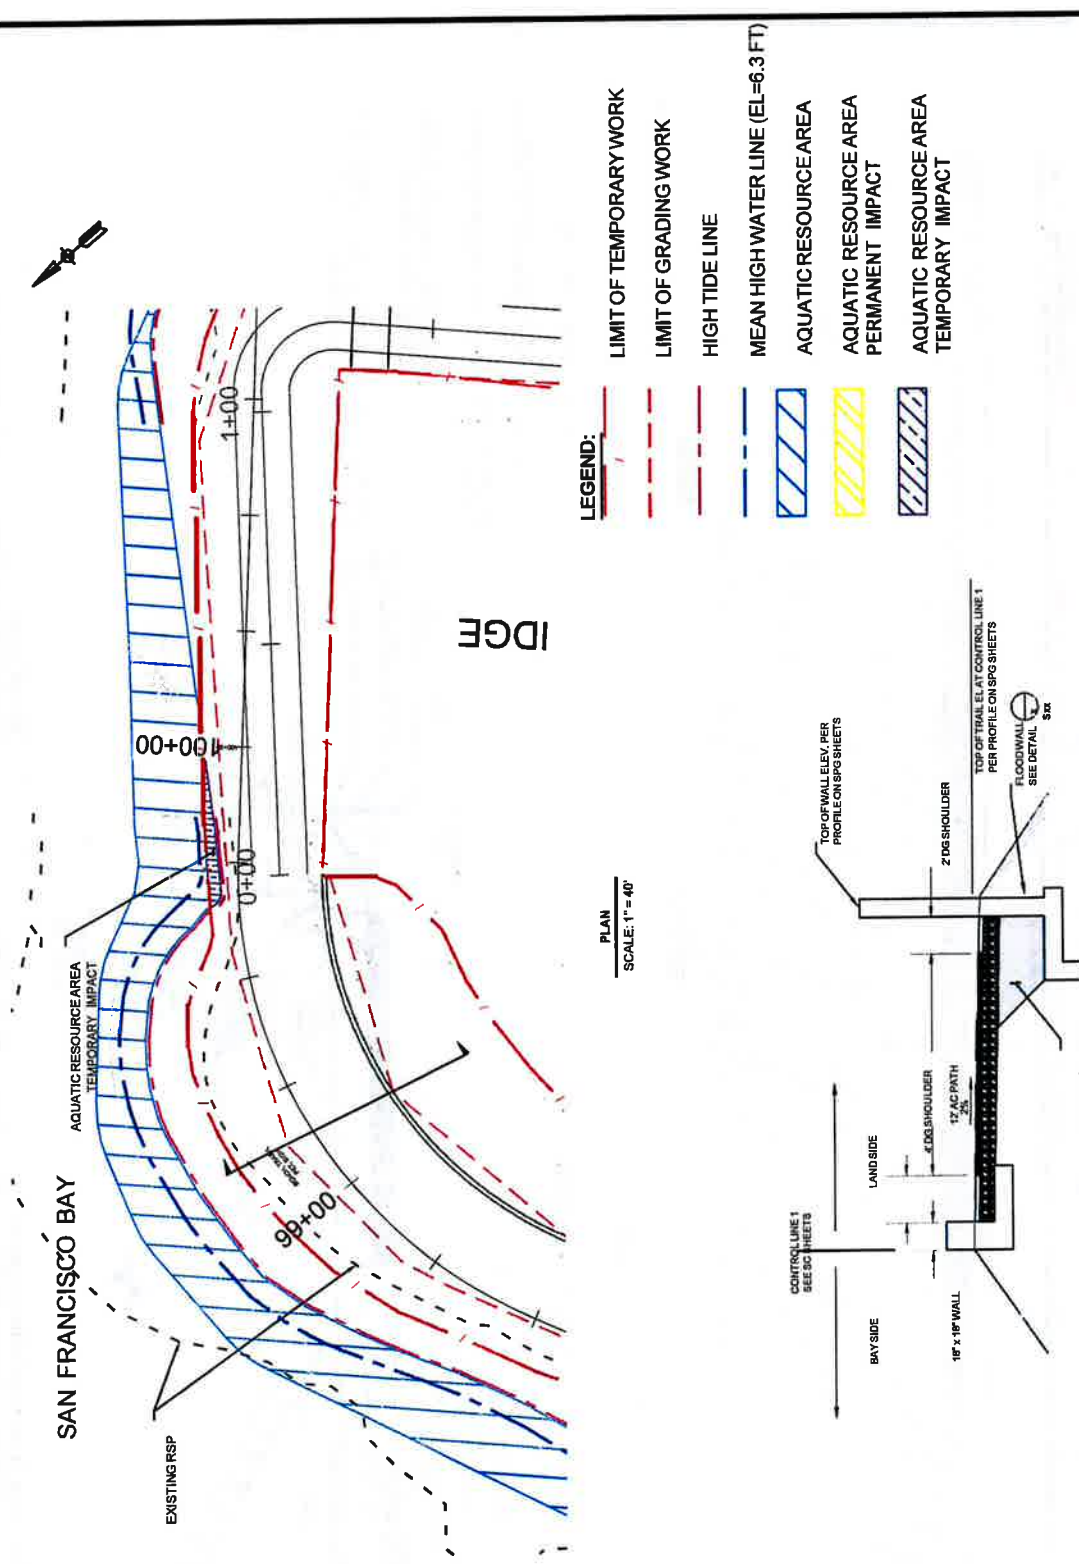 SAN FRANCISCO BAY
EXISTING RSP
AQUATIC RESOURCE AREA
TEMPORARY IMPACT
99+00
0+00
100+00
1+00
IDGE
PLAN
SCALE: 1" = 40'
LEGEND:
LIMIT OF TEMPORARY WORK
LIMIT OF GRADING WORK
HIGH TIDE LINE
MEAN HIGH WATER LINE (EL=6.3 FT)
AQUATIC RESOURCE AREA
AQUATIC RESOURCE AREA
PERMANENT IMPACT
AQUATIC RESOURCE AREA
TEMPORARY IMPACT
CONTROL LINE 1
SEE SC SHEETS
BAYSIDE
LANDSIDE
18" x 18" WALL
4' DG SHOULDER
12' AC PATH
2%
2' DG SHOULDER
TOP OF WALL ELEV. PER
PROFILE ON SPG SHEETS
TOP OF TRAIL EL AT CONTROL LINE 1
PER PROFILE ON SPG SHEETS
FLOODWALL
SEE DETAIL
SXX